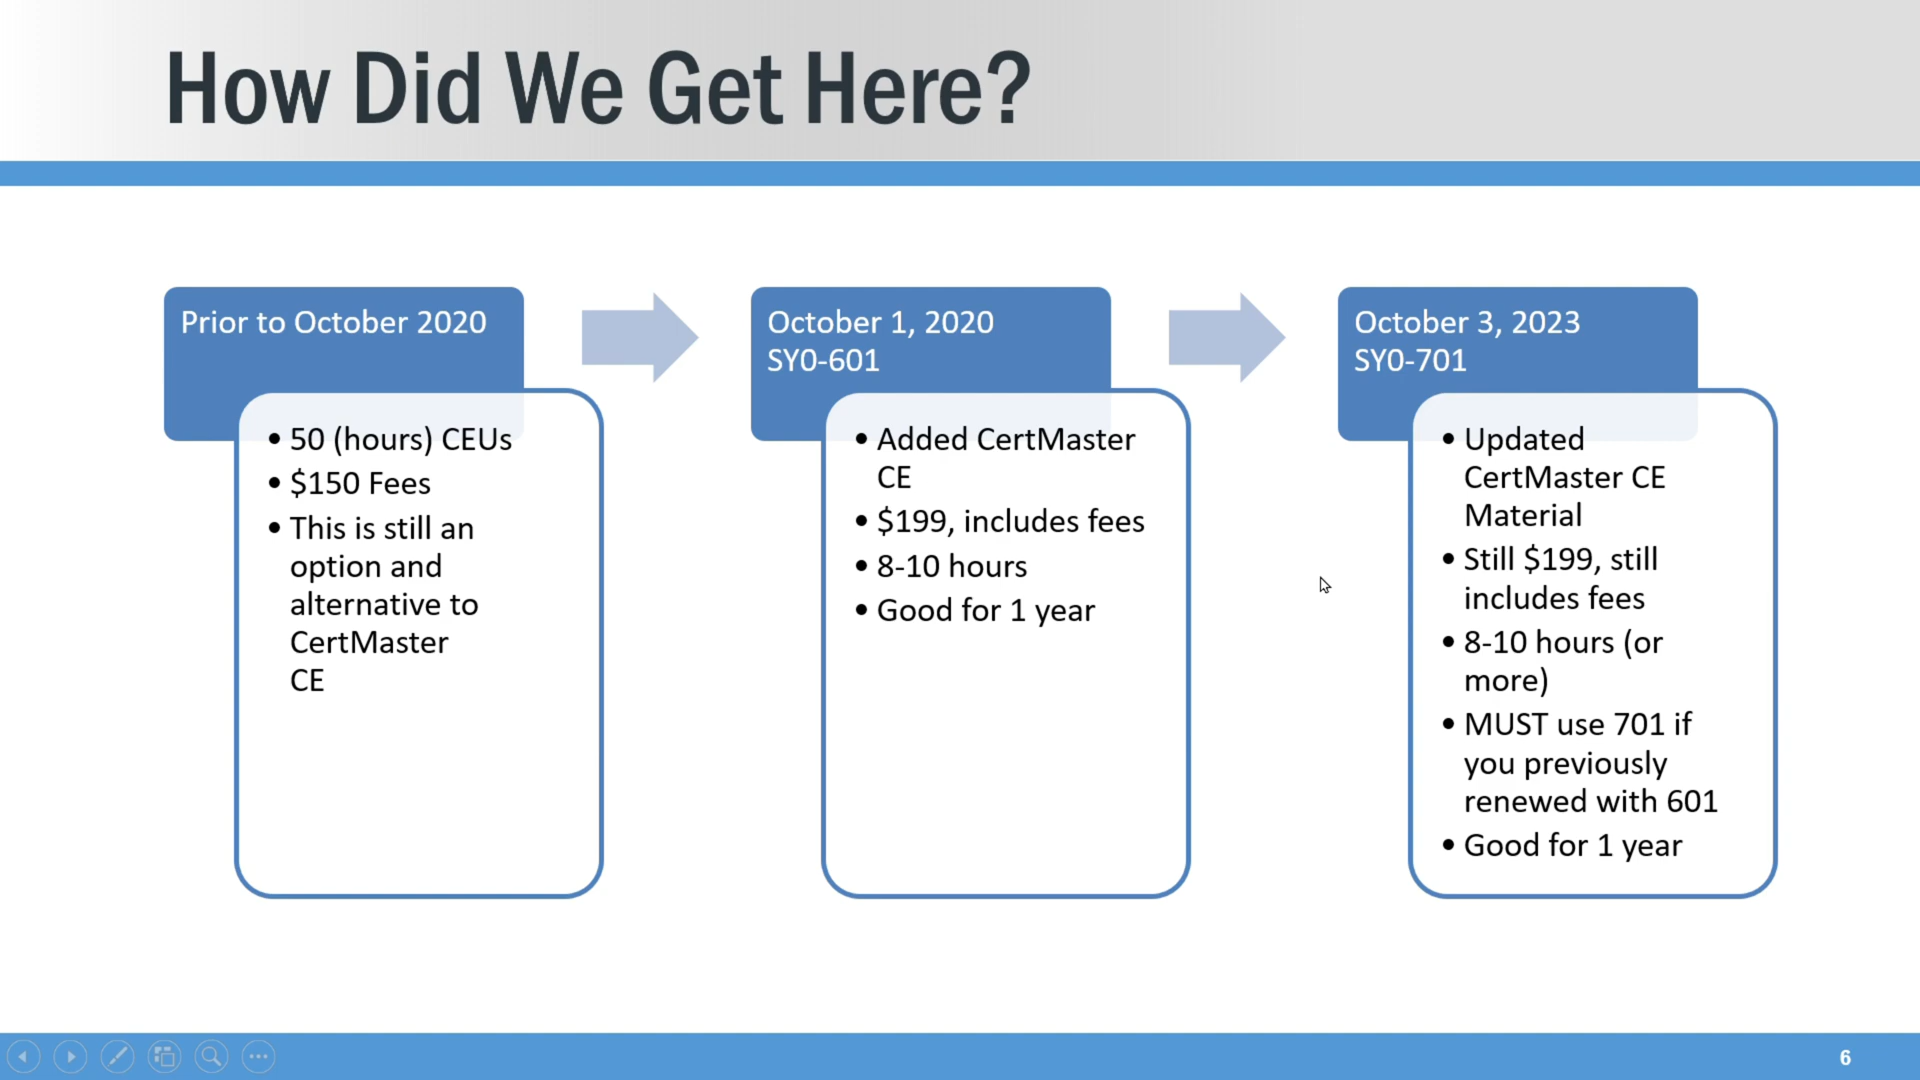 How Did We Get Here?
Prior to October 2020
• 50 (hours) CEUs
• $150 Fees
• This is still an
option and
alternative to
CertMaster
CE
October 1, 2020
SY0-601
• Added CertMaster
CE
• $199, includes fees
• 8-10 hours
• Good for 1 year
October 3, 2023
SY0-701
• Updated
CertMaster CE
Material
• Still $199, still
includes fees
• 8-10 hours (or
more)
• MUST use 701 if
you previously
renewed with 601
• Good for 1 year
6